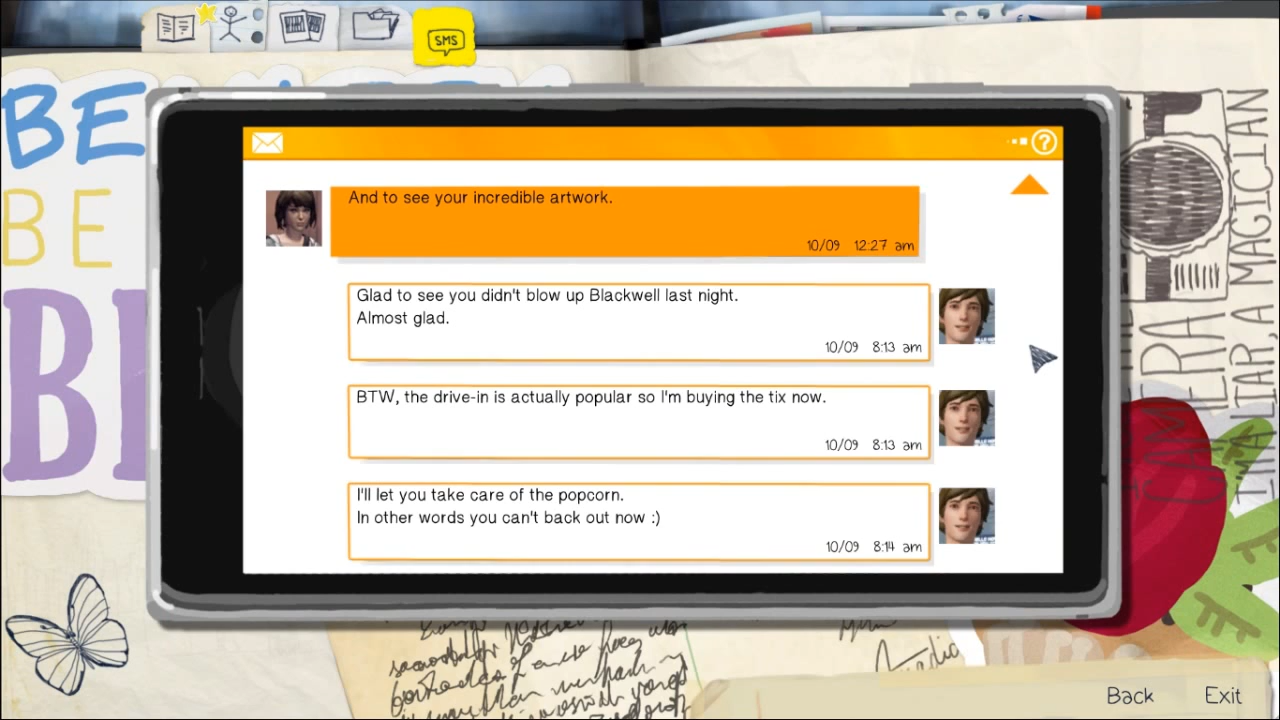 SMS
BE
BE
And to see your incredible artwork.
10/09 12:27 am
Glad to see you didn't blow up Blackwell last night.
Almost glad.
10/09 8:13 am
BTW, the drive-in is actually popular so I'm buying the tix now.
10/09 8:13 am
I'll let you take care of the popcorn.
In other words you can't back out now :)
10/09 8:14 am
?
LIAR, A MAGICIAN
Back Exit